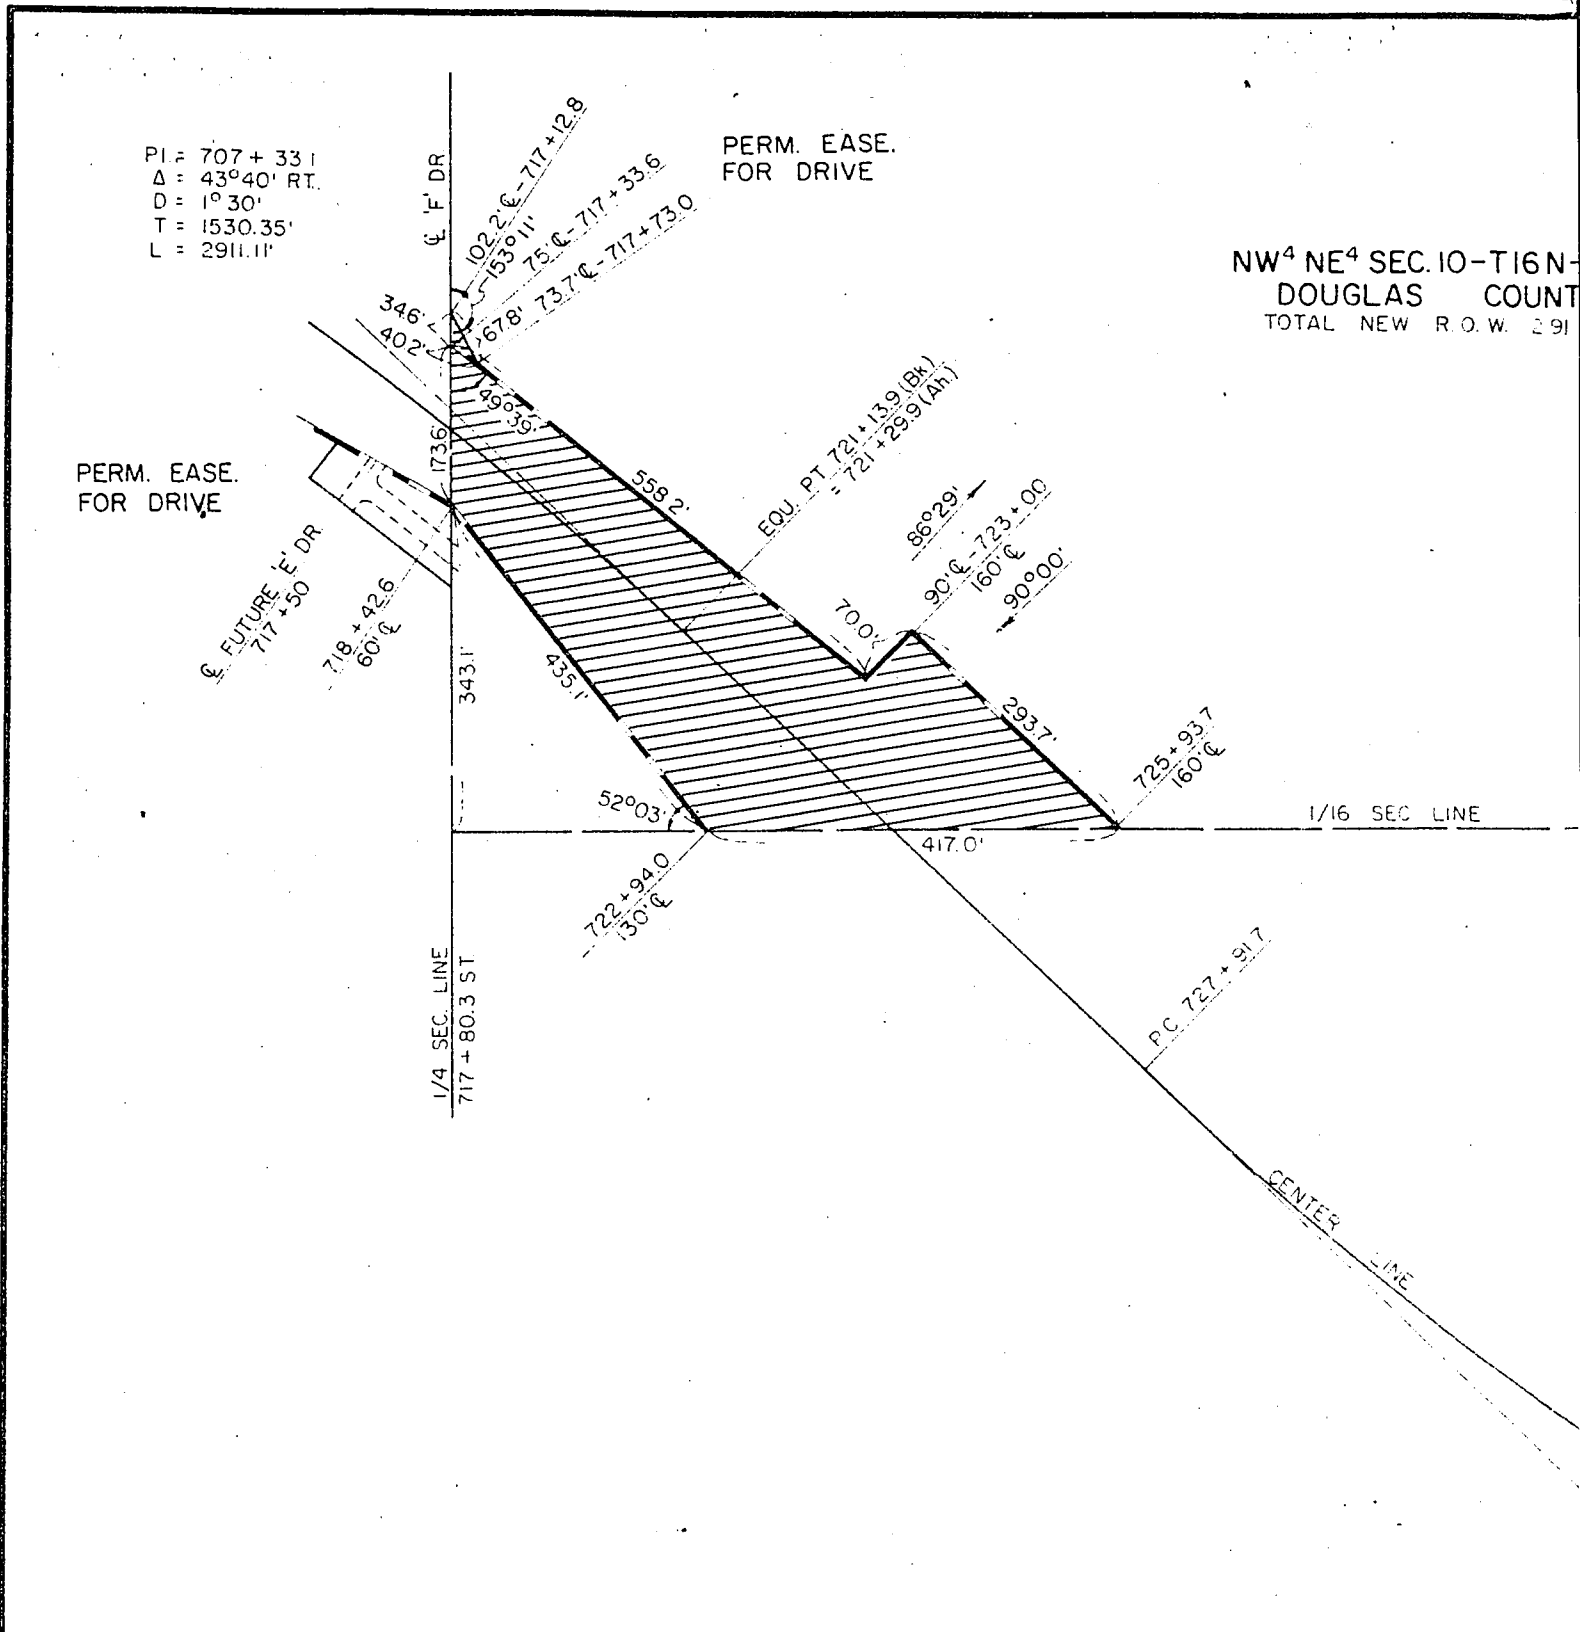 PI = 707 + 33.1
Δ = 43°40' RT.
D = 1°30'
T = 1530.35'
L = 2911.11'
℄ 'F' DR
102.2' ℄ - 717 + 12.8
153°11'
75' ℄ - 717 + 33.6
67.8' 73.7' ℄ - 717 + 73.0
PERM. EASE.
FOR DRIVE
NW⁴ NE⁴ SEC. 10-T16N-
DOUGLAS COUNT
TOTAL NEW R.O.W. 2.91
34.6'
40.2'
49°39'
173.6'
558.2'
EQU. PT. 721 + 13.9 (Bk)
= 721 + 29.9 (Ah)
86°29'
90' ℄ - 723 + 00
160' ℄
90°00'
70.0'
PERM. EASE.
FOR DRIVE
℄ FUTURE 'E' DR
717 + 50
718 + 42.6
60' ℄
343.1'
435.1'
293.7'
725 + 93.7
160' ℄
52°03'
1/16 SEC LINE
417.0'
722 + 94.0
130' ℄
1/4 SEC. LINE
717 + 80.3 ST
P.C. 727 + 91.7
CENTER LINE